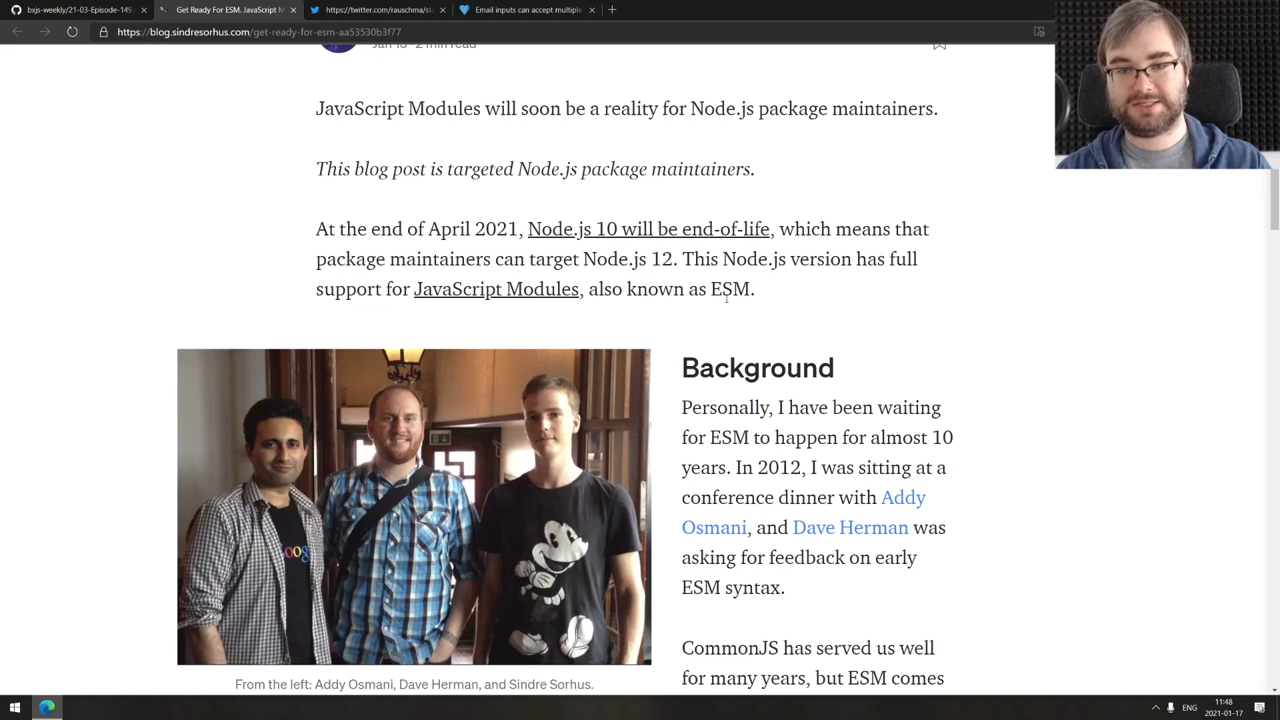 bxjs-weekly/21-03-Episode-149.
Get Ready For ESM. JavaScript M
https://twitter.com/rauschma/sta
Email inputs can accept multiple
https://blog.sindresorhus.com/get-ready-for-esm-aa53530b3f77
Jan 15 · 2 min read
JavaScript Modules will soon be a reality for Node.js package maintainers.
This blog post is targeted Node.js package maintainers.
At the end of April 2021, Node.js 10 will be end-of-life, which means that
package maintainers can target Node.js 12. This Node.js version has full
support for JavaScript Modules, also known as ESM.
Background
Personally, I have been waiting
for ESM to happen for almost 10
years. In 2012, I was sitting at a
conference dinner with Addy
Osmani, and Dave Herman was
asking for feedback on early
ESM syntax.
CommonJS has served us well
for many years, but ESM comes
From the left: Addy Osmani, Dave Herman, and Sindre Sorhus.
ENG
11:48
2021-01-17